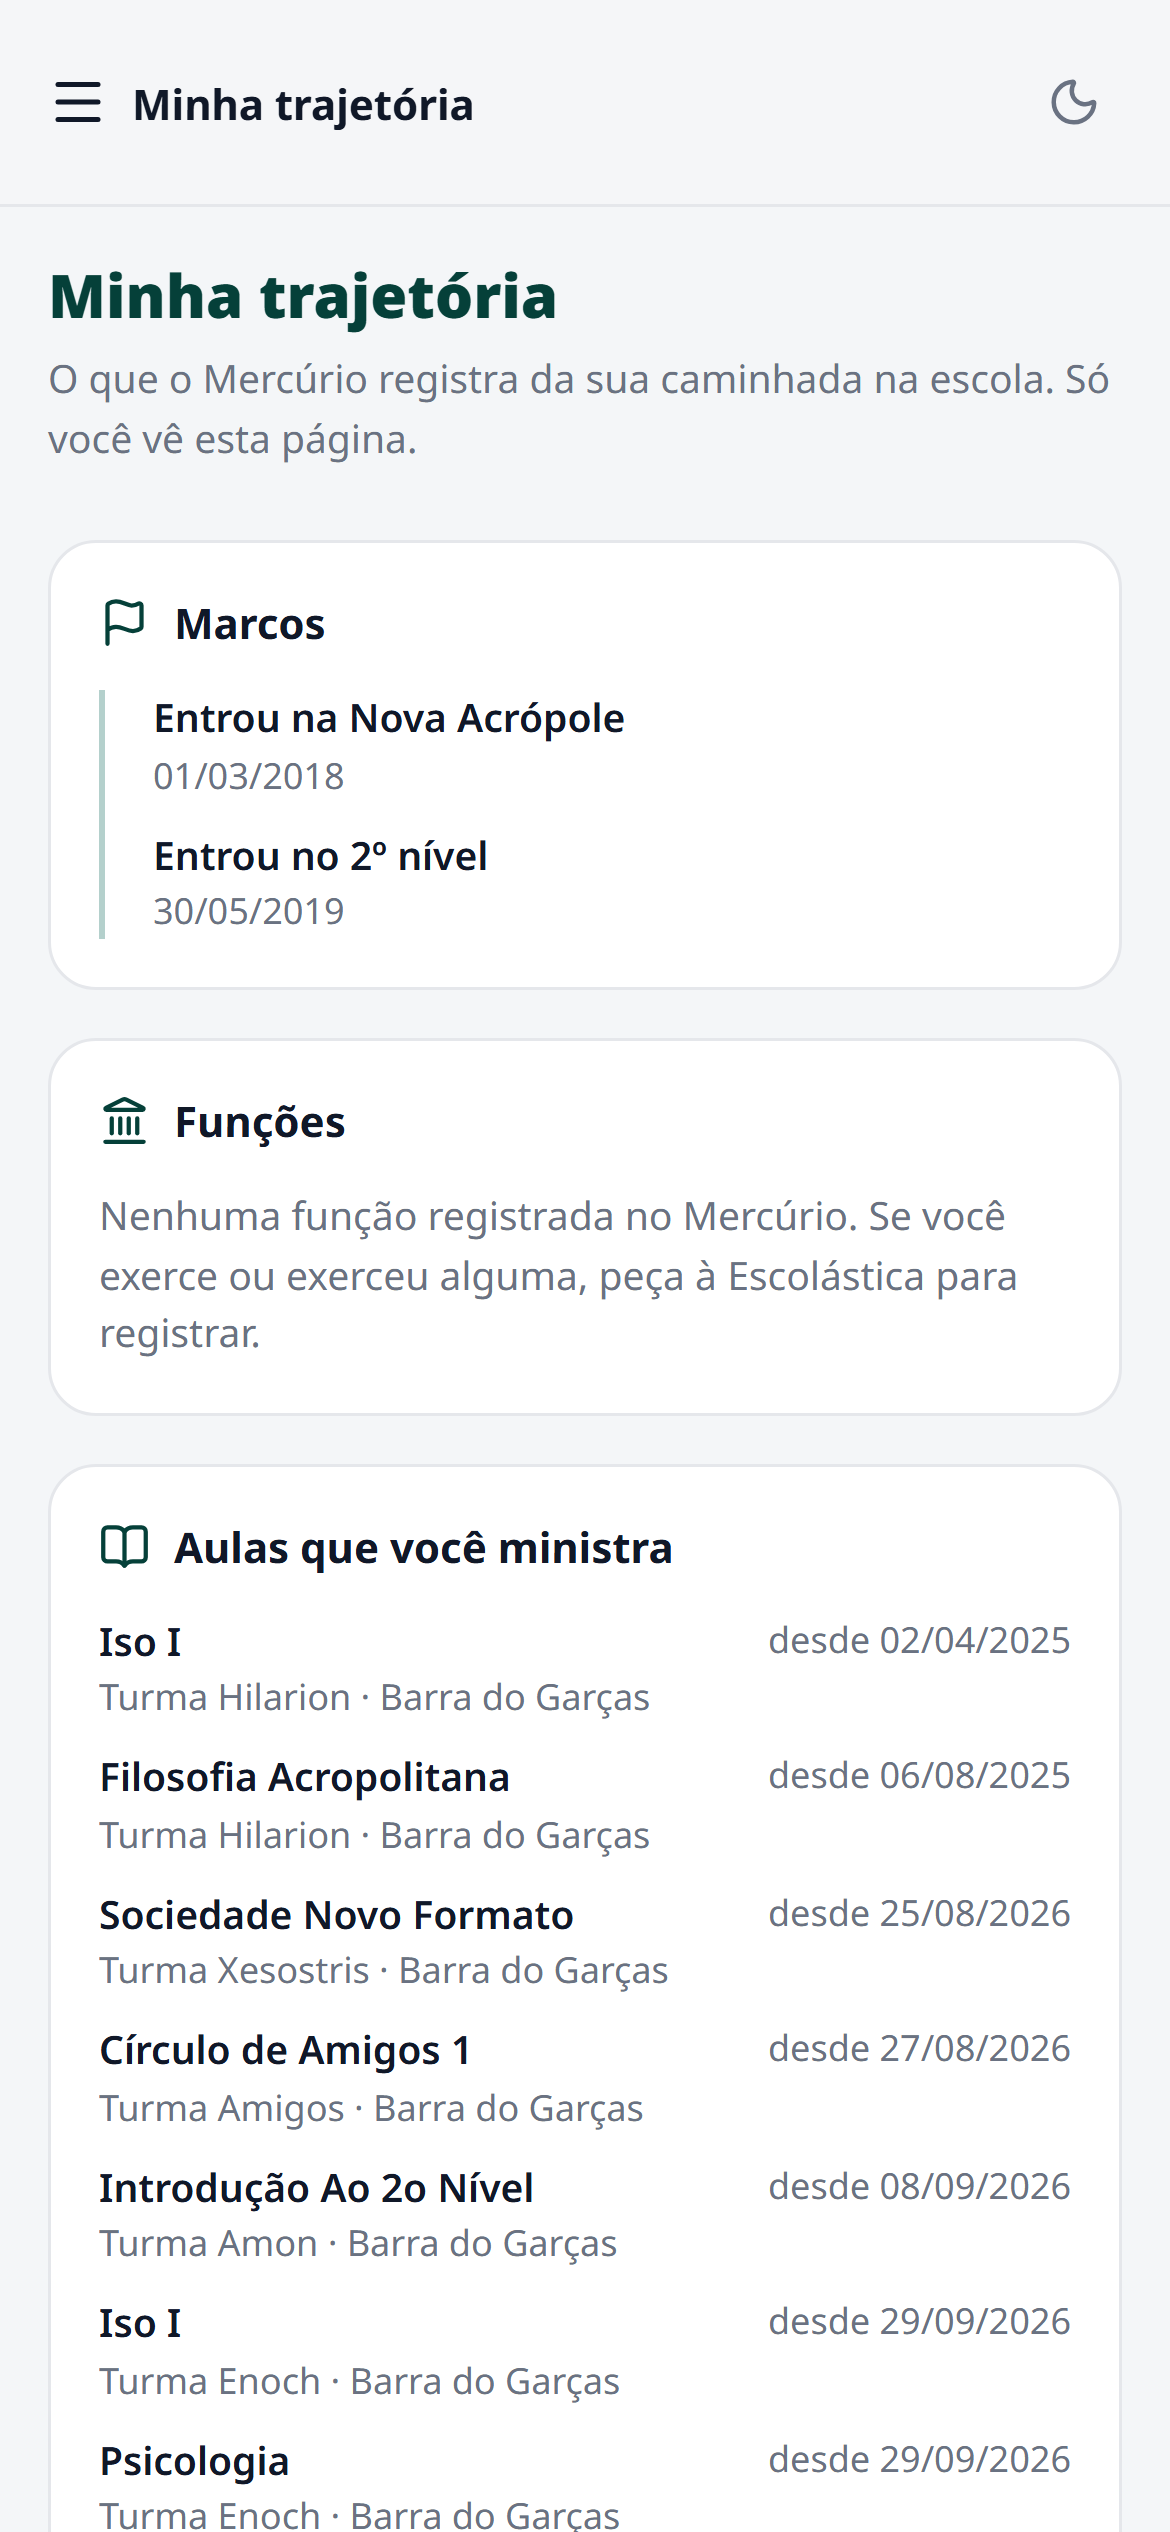 Minha trajetória
Minha trajetória
O que o Mercúrio registra da sua caminhada na escola. Só
você vê esta página.
Marcos
Entrou na Nova Acrópole
01/03/2018
Entrou no 2º nível
30/05/2019
Funções
Nenhuma função registrada no Mercúrio. Se você
exerce ou exerceu alguma, peça à Escolástica para
registrar.
Aulas que você ministra
Iso I desde 02/04/2025
Turma Hilarion · Barra do Garças
Filosofia Acropolitana desde 06/08/2025
Turma Hilarion · Barra do Garças
Sociedade Novo Formato desde 25/08/2026
Turma Xesostris · Barra do Garças
Círculo de Amigos 1 desde 27/08/2026
Turma Amigos · Barra do Garças
Introdução Ao 2o Nível desde 08/09/2026
Turma Amon · Barra do Garças
Iso I desde 29/09/2026
Turma Enoch · Barra do Garças
Psicologia desde 29/09/2026
Turma Enoch · Barra do Garças